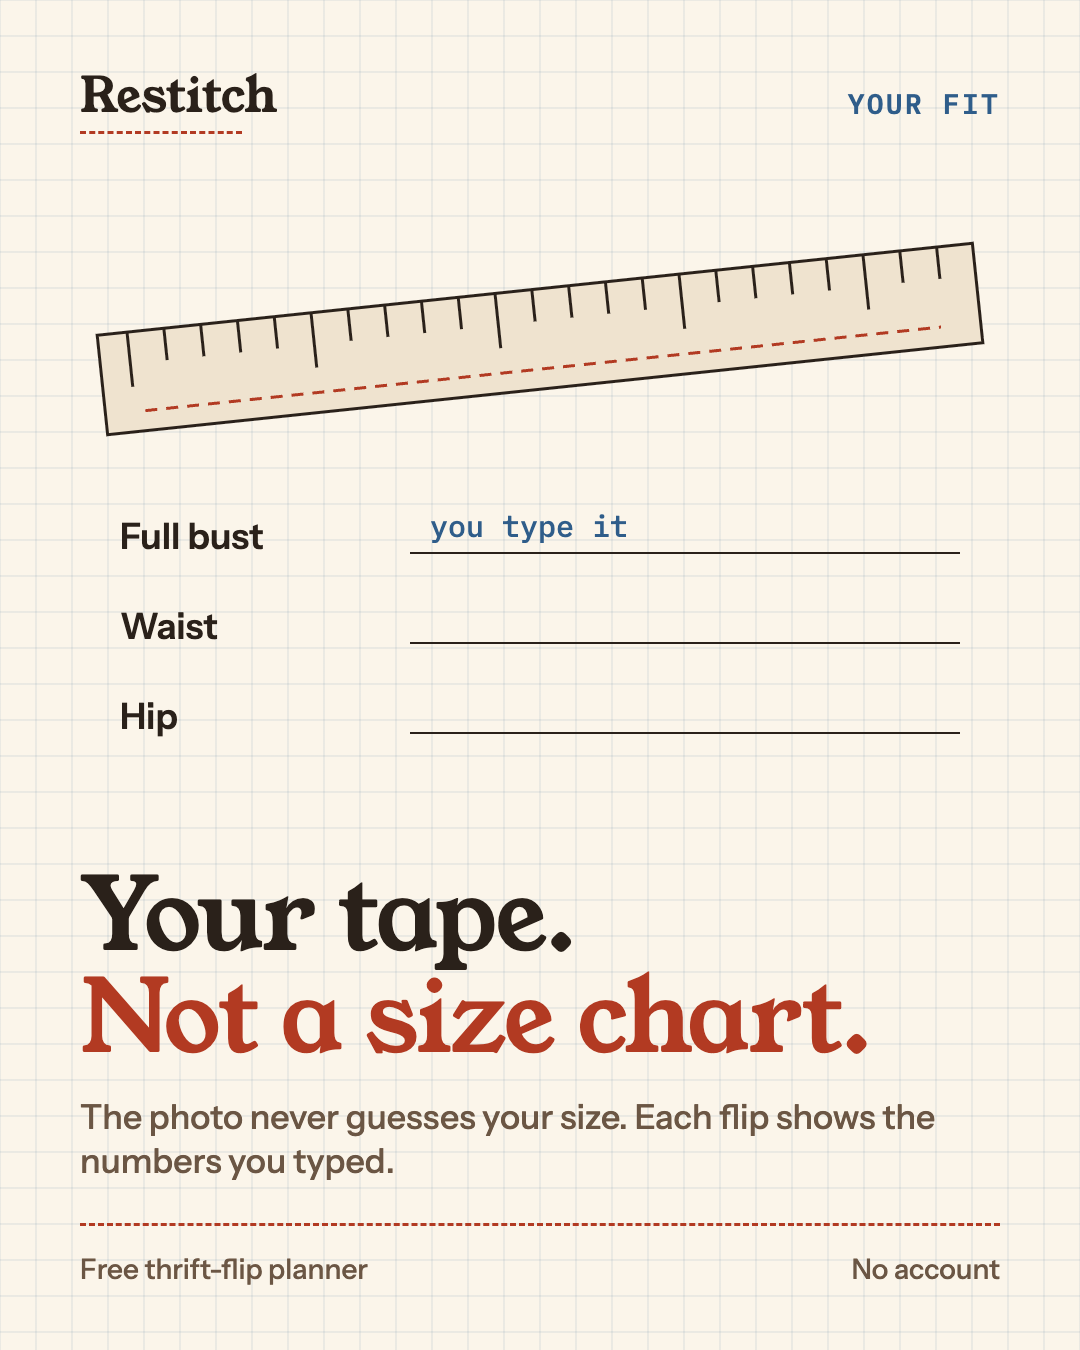 Restitch
YOUR FIT
Full bust
you type it
Waist
Hip
Your tape.
Not a size chart.
The photo never guesses your size. Each flip shows the
numbers you typed.
Free thrift-flip planner
No account